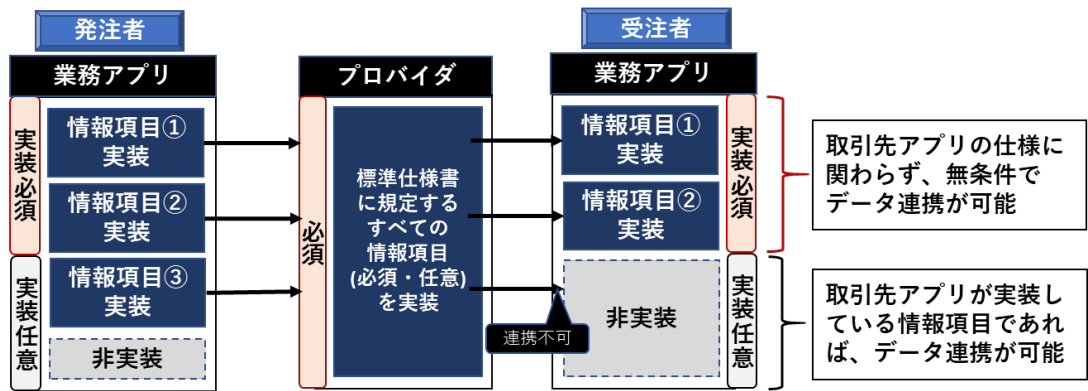 発注者
業務アプリ
実装必須
情報項目①
実装
情報項目②
実装
実装任意
情報項目③
実装
非実装
プロバイダ
必須
標準仕様書
に規定する
すべての
情報項目
(必須・任意)
を実装
連携不可
受注者
業務アプリ
情報項目①
実装
情報項目②
実装
実装必須
非実装
実装任意
取引先アプリの仕様に
関わらず、無条件で
データ連携が可能
取引先アプリが実装し
ている情報項目であれ
ば、データ連携が可能